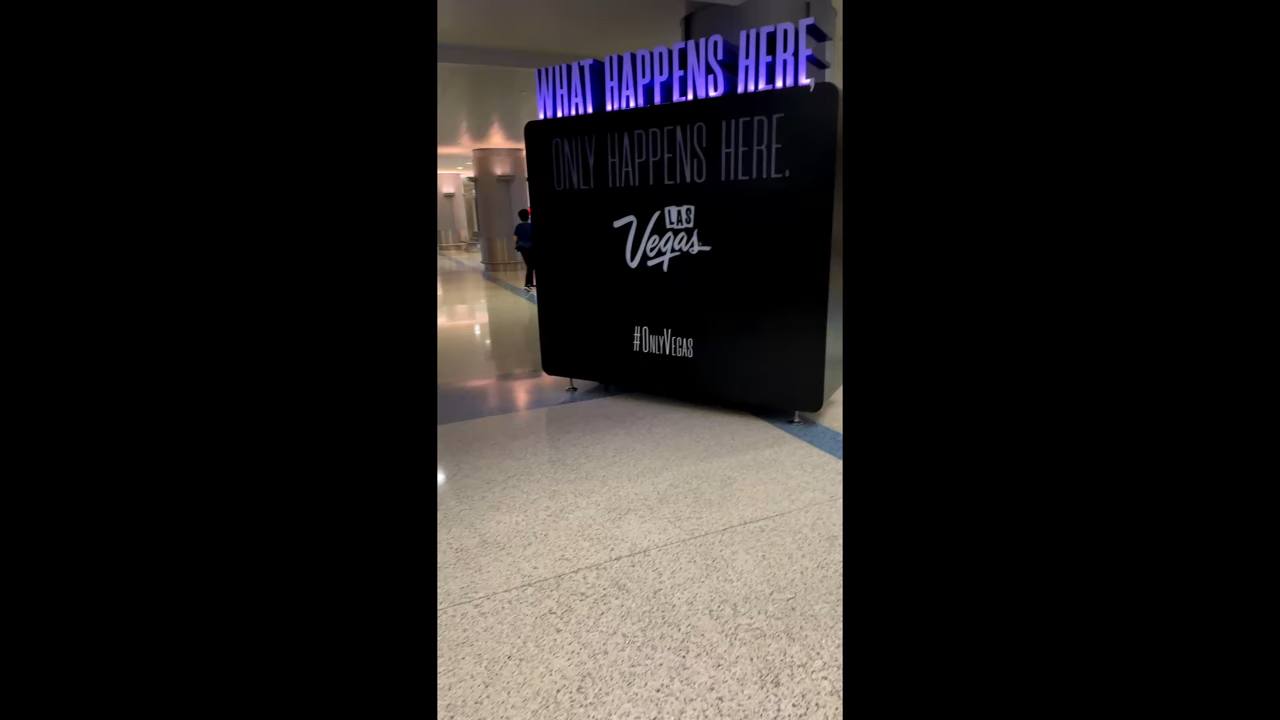 WHAT HAPPENS HERE,
ONLY HAPPENS HERE.
LAS
Vegas
#ONLYVEGAS